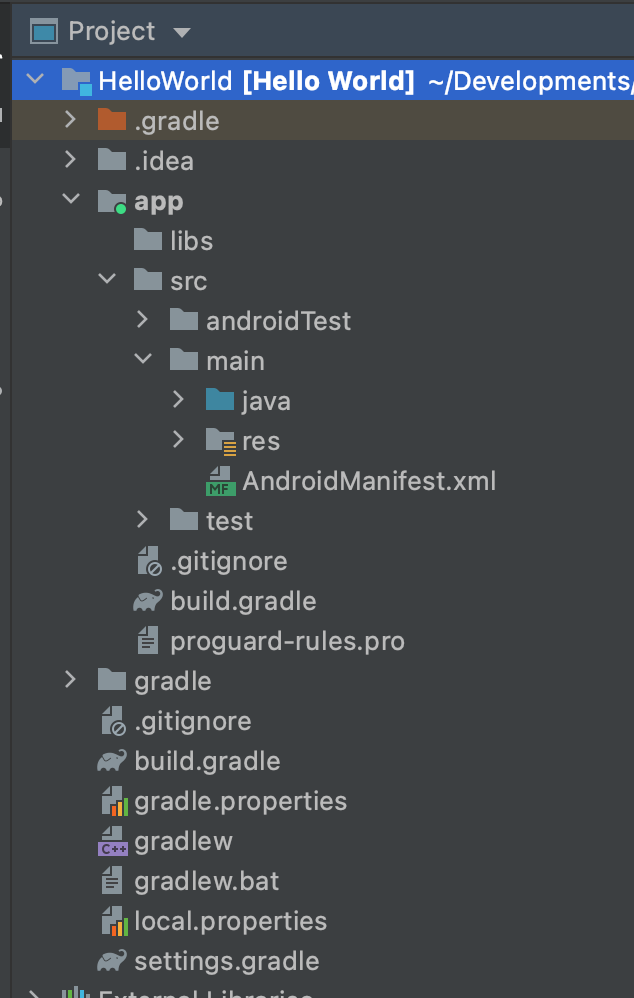 Project
HelloWorld [Hello World] ~/Developments/
.gradle
.idea
app
libs
src
androidTest
main
java
res
MF AndroidManifest.xml
test
.gitignore
build.gradle
proguard-rules.pro
gradle
.gitignore
build.gradle
gradle.properties
C++ gradlew
gradlew.bat
local.properties
settings.gradle
External Libraries